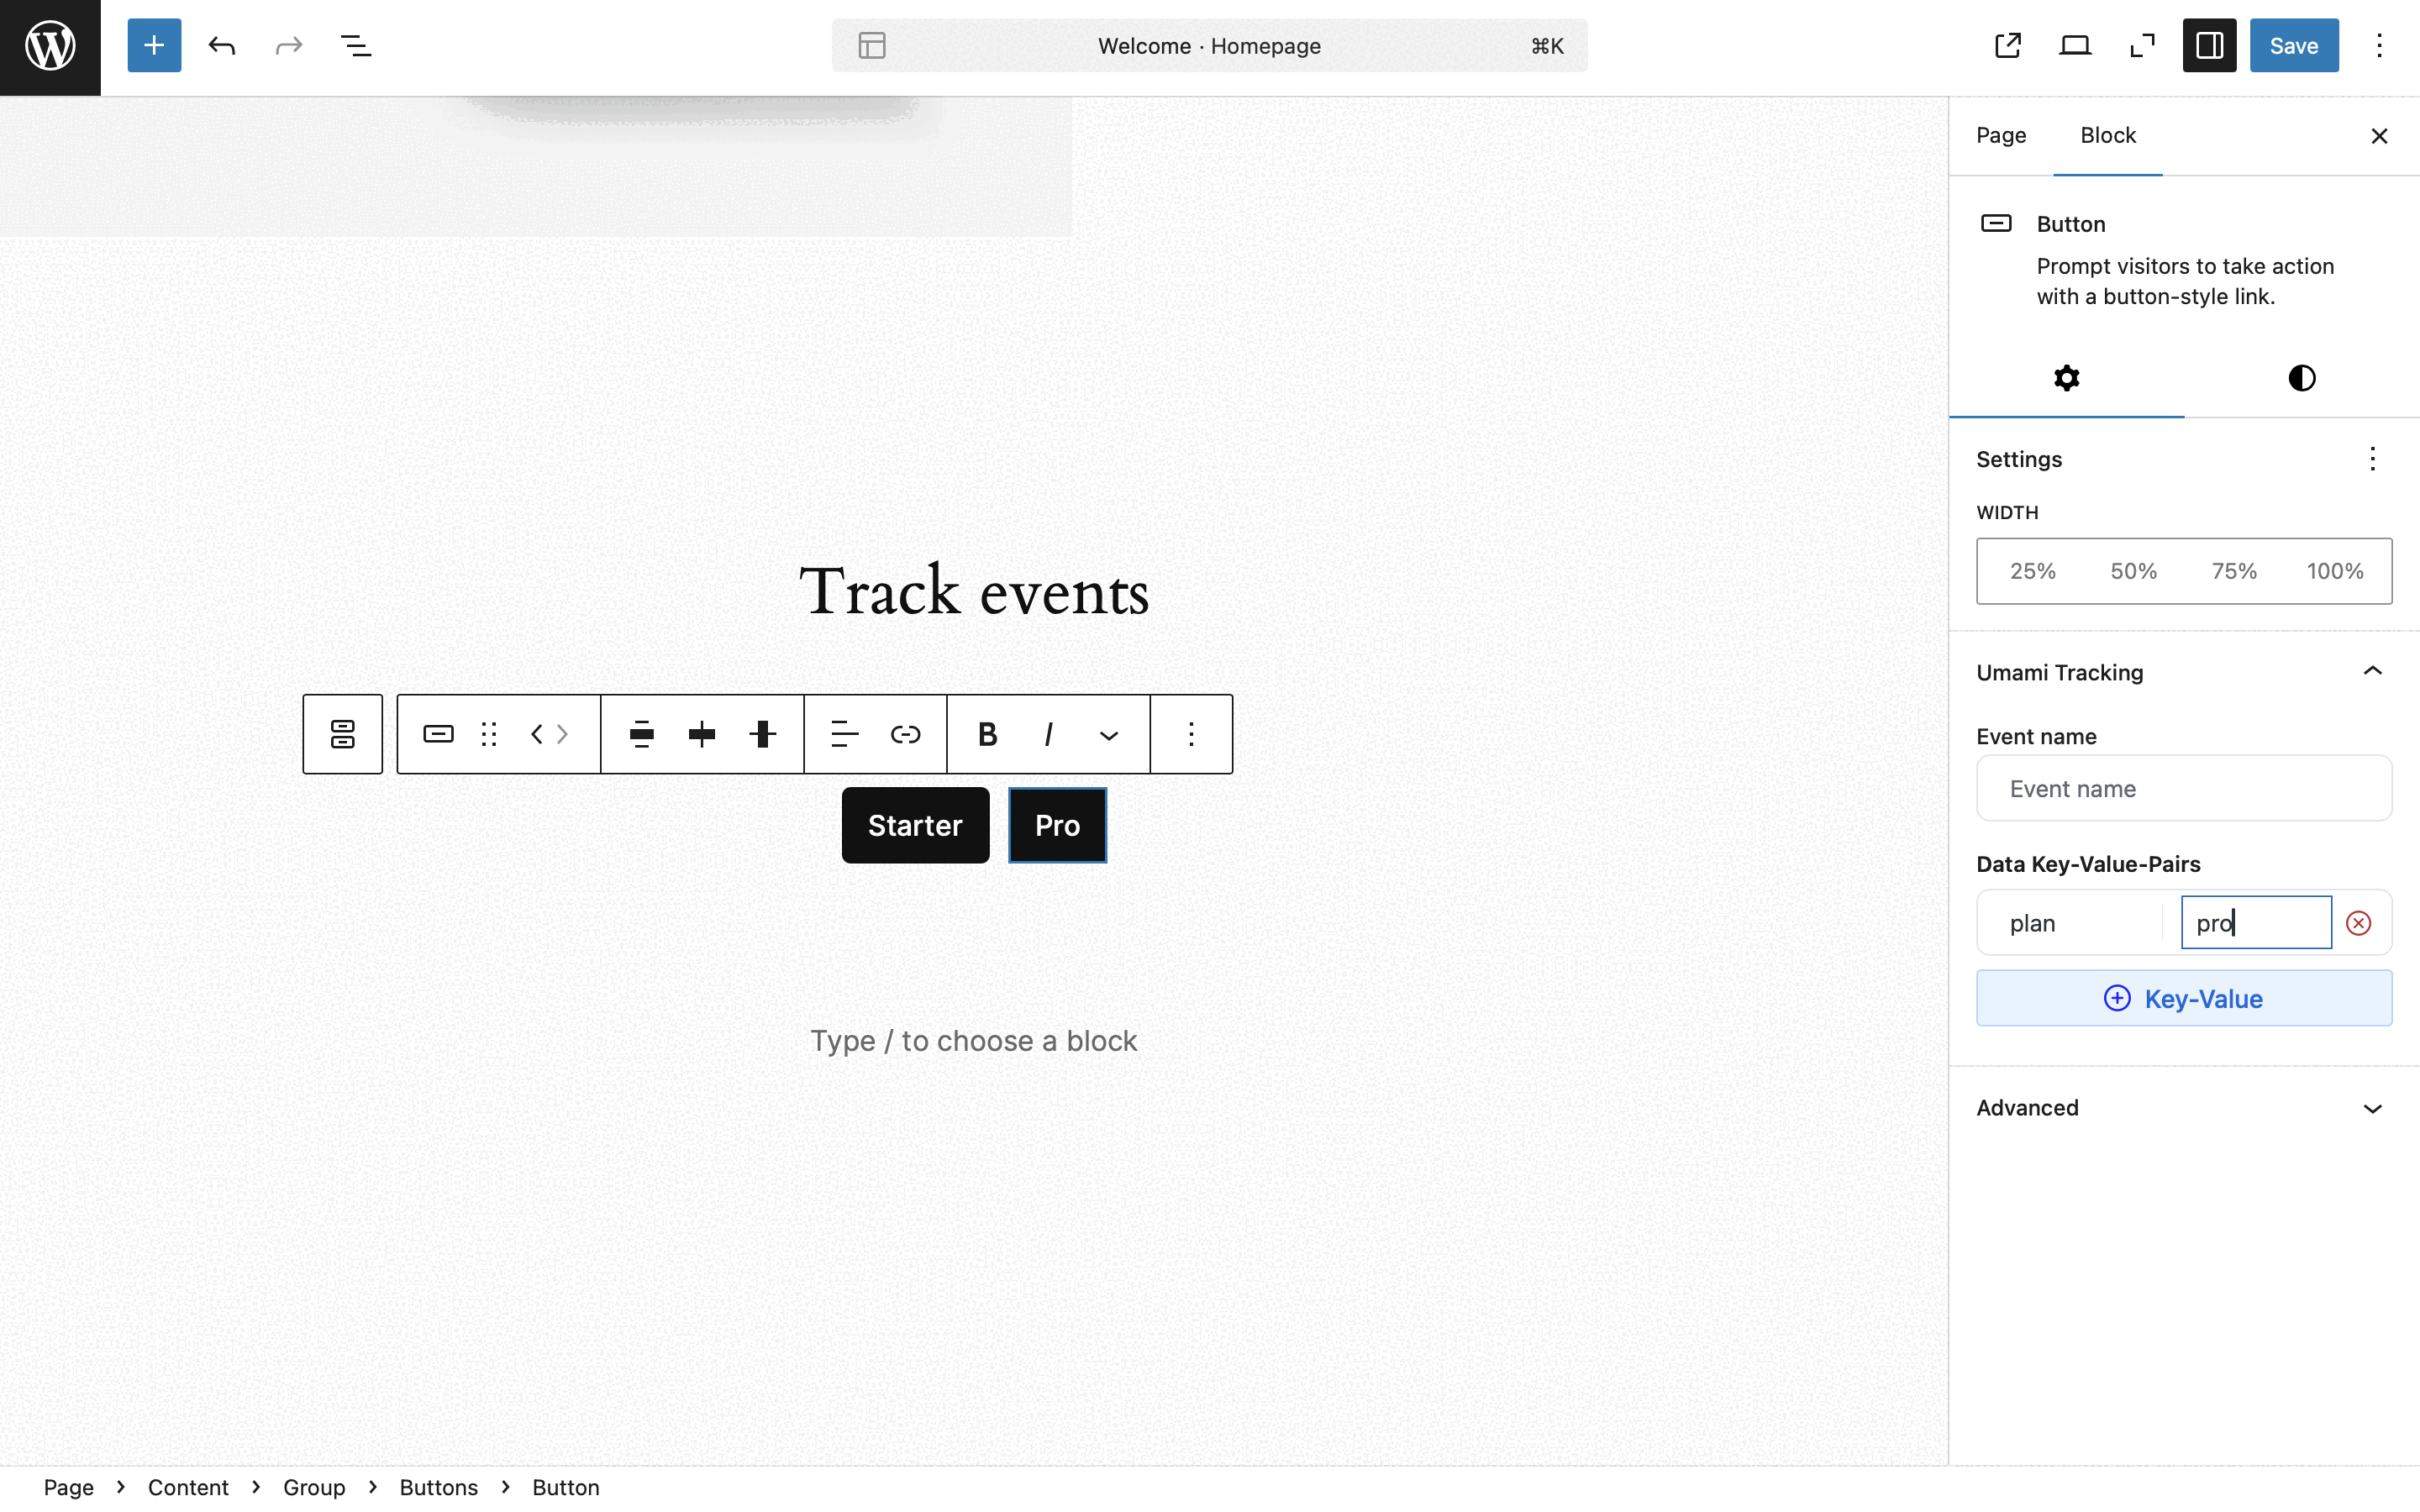 Welcome · Homepage
⌘K
Save
Page
Block
Button
Prompt visitors to take action
with a button-style link.
Settings
WIDTH
25% 50% 75% 100%
Track events
Umami Tracking
Event name
Event name
B I
Starter
Pro
Data Key-Value-Pairs
plan
pro
Key-Value
Type / to choose a block
Advanced
Page > Content > Group > Buttons > Button